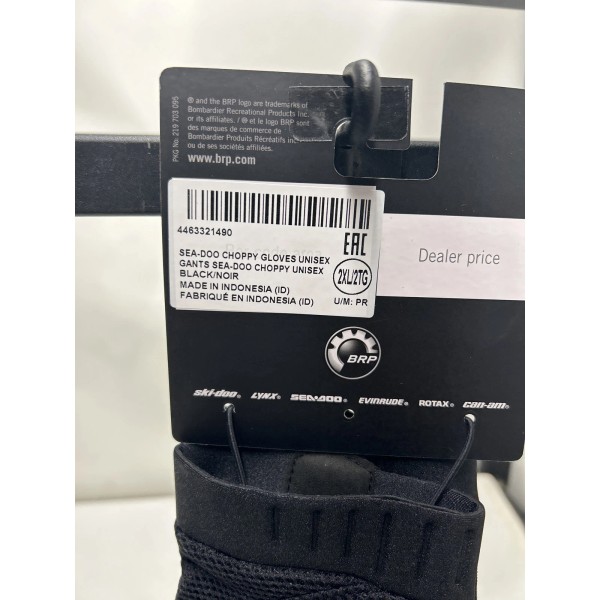 ® and the BRP logo are trademarks of
Bombardier Recreational Products Inc.
or its affiliates. / ® et le logo BRP sont
des marques de commerce de
Bombardier Produits Récréatifs inc.
ou de ses sociétés affiliées.
www.brp.com
PKG No. 219 703 095
4463321490
EAC
SEA-DOO CHOPPY GLOVES UNISEX
GANTS SEA-DOO CHOPPY UNISEX
BLACK/NOIR
MADE IN INDONESIA (ID)
FABRIQUÉ EN INDONESIA (ID)
2XL/2TG
U/M: PR
Dealer price
BRP
ski-doo® LYNX® SEA-DOO® EVINRUDE® ROTAX® can-am®